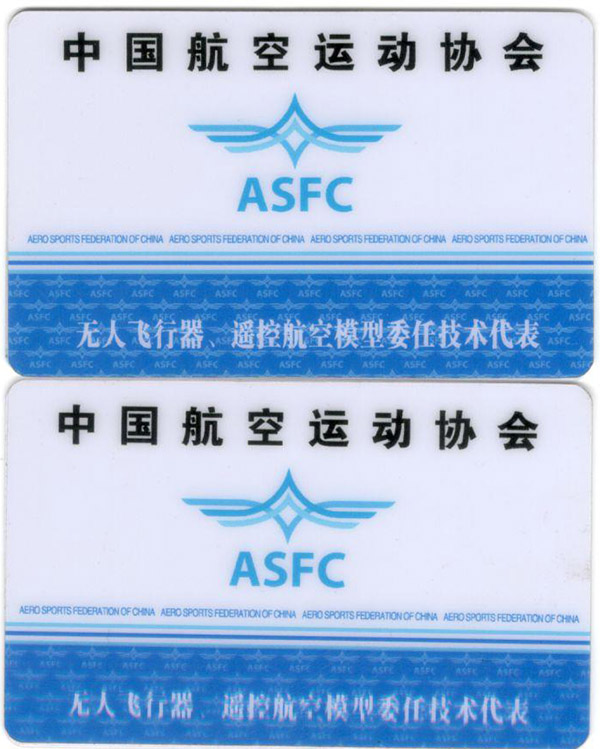 中国航空运动协会
ASFC
AERO SPORTS FEDERATION OF CHINA AERO SPORTS FEDERATION OF CHINA AERO SPORTS FEDERATION OF CHINA AERO SPORTS FEDERATION OF CHINA
无人飞行器、遥控航空模型委任技术代表
中国航空运动协会
ASFC
AERO SPORTS FEDERATION OF CHINA AERO SPORTS FEDERATION OF CHINA AERO SPORTS FEDERATION OF CHINA AERO SPORTS FEDERATION OF CHINA
无人飞行器、遥控航空模型委任技术代表